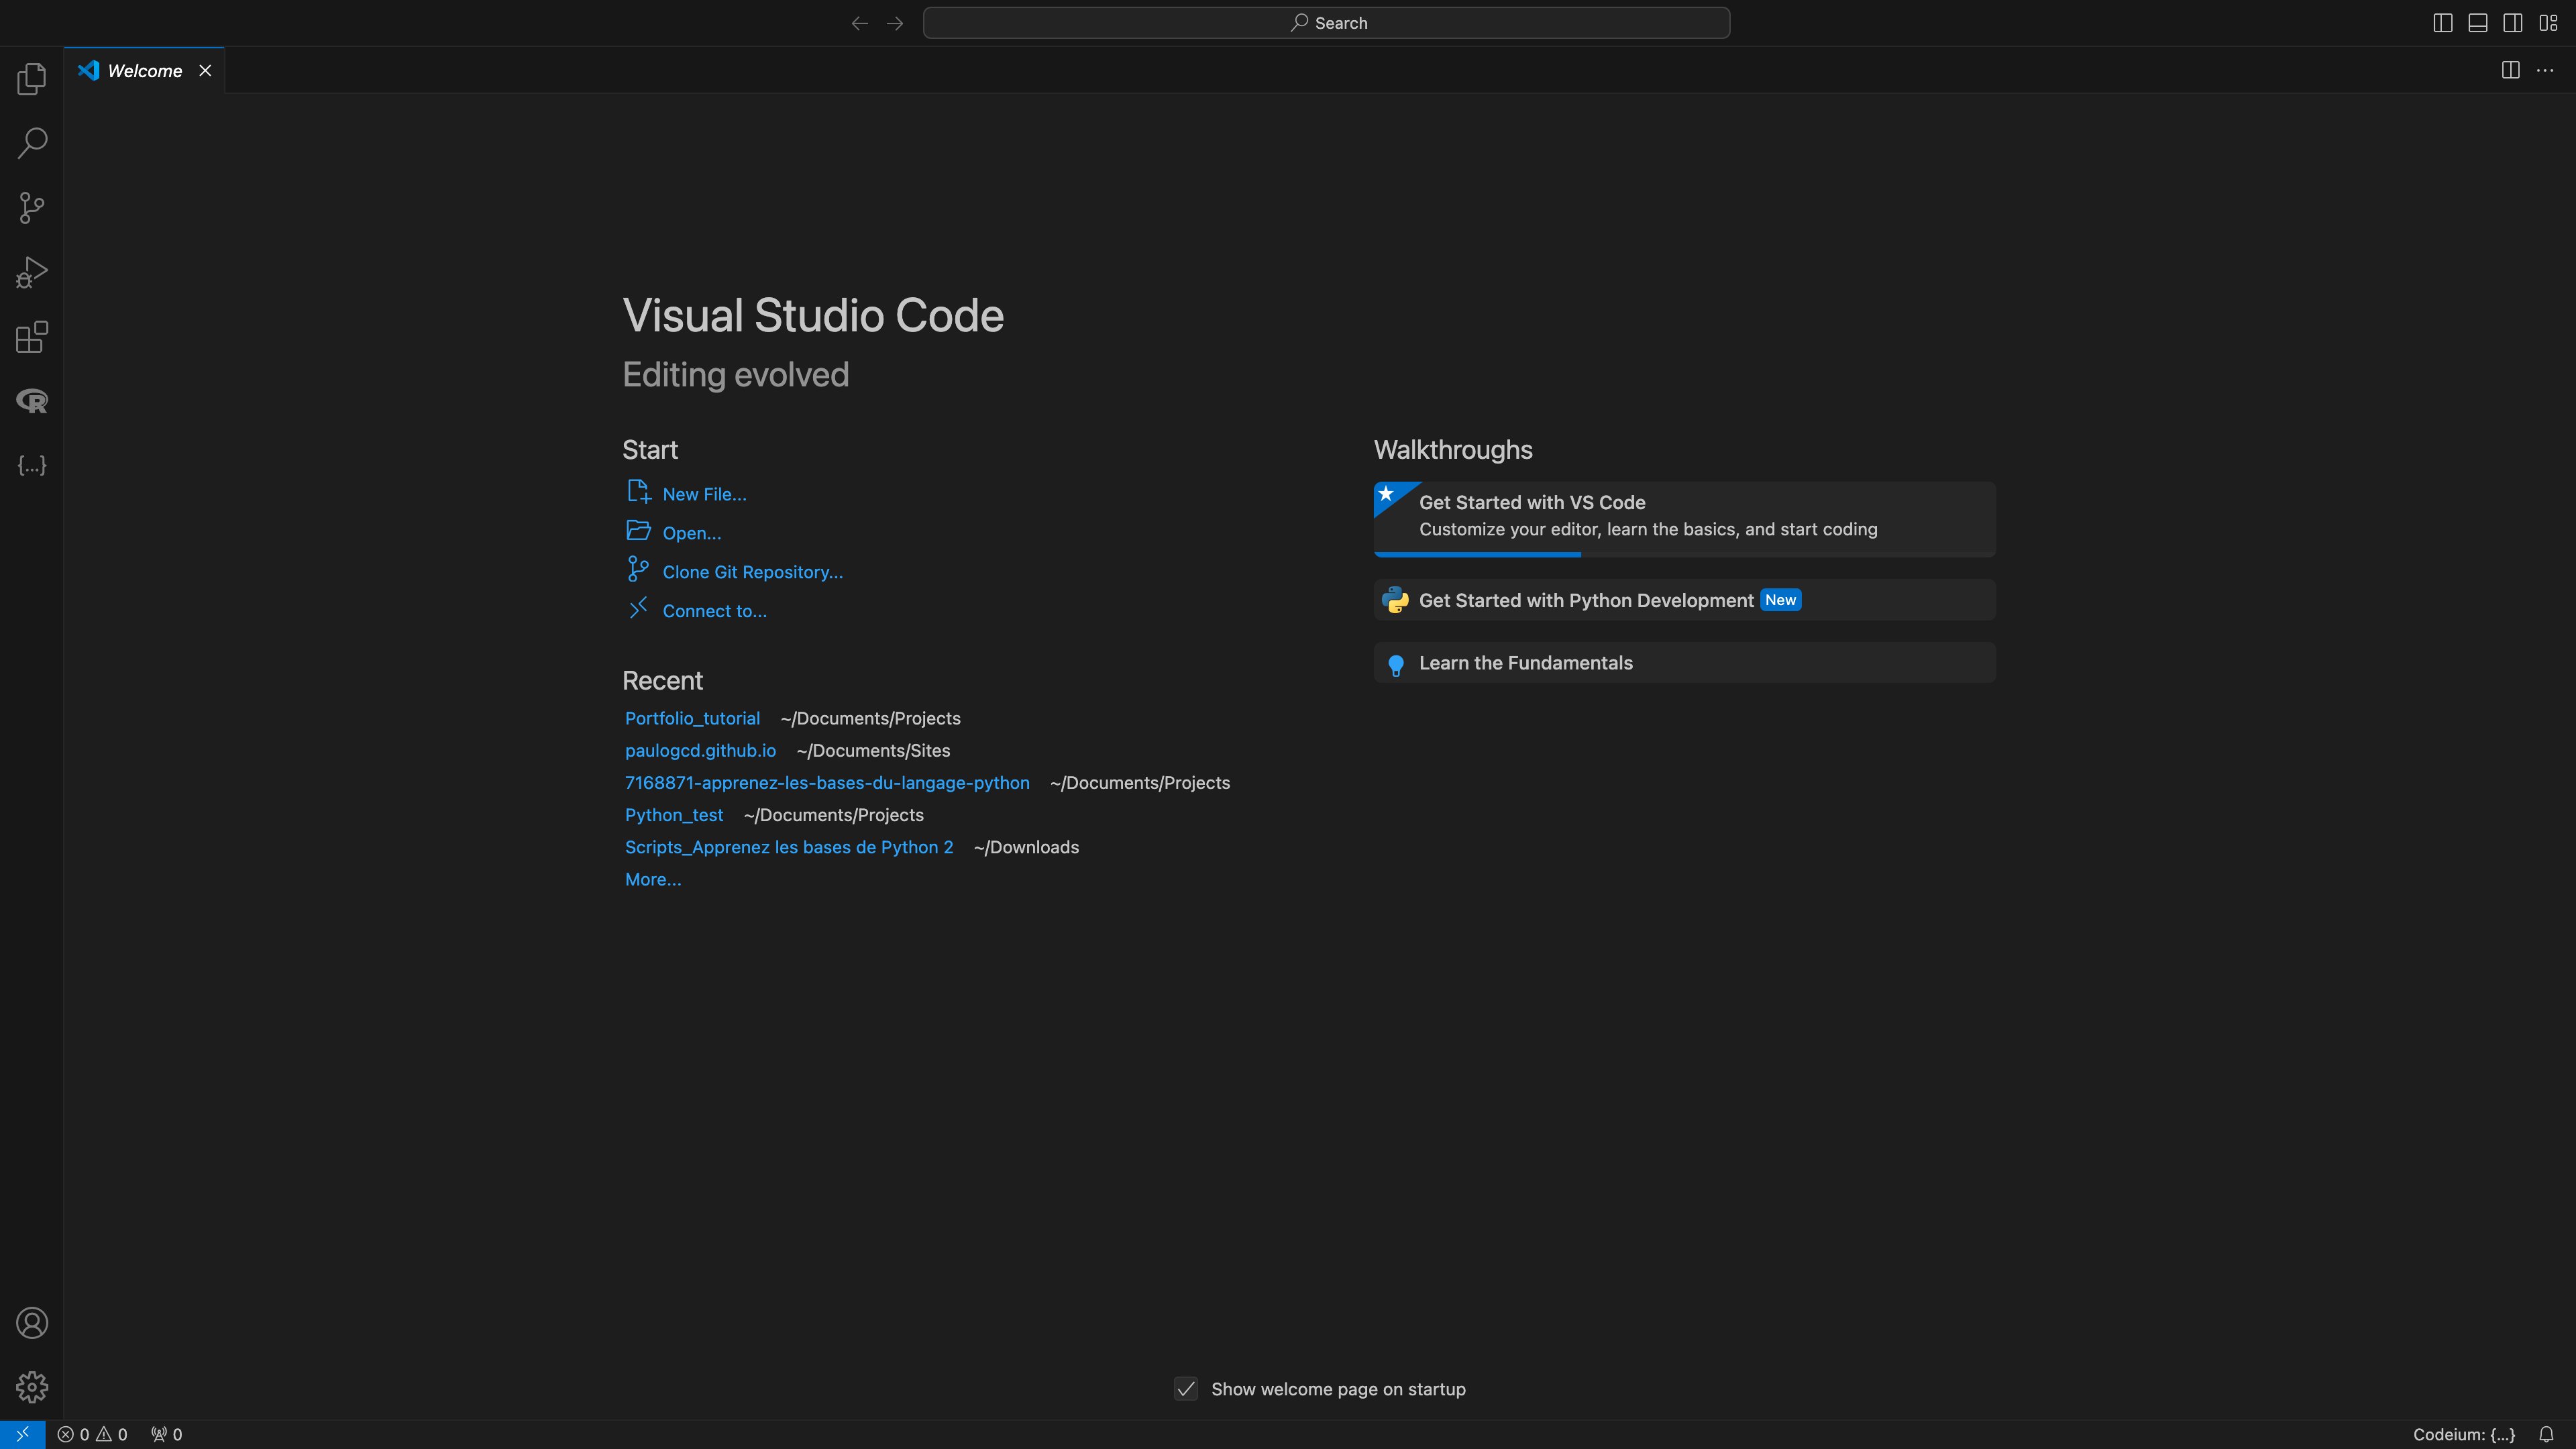 Search
Welcome
Visual Studio Code
Editing evolved
Start
New File...
Open...
Clone Git Repository...
Connect to...
Recent
Portfolio_tutorial ~/Documents/Projects
paulogcd.github.io ~/Documents/Sites
7168871-apprenez-les-bases-du-langage-python ~/Documents/Projects
Python_test ~/Documents/Projects
Scripts_Apprenez les bases de Python 2 ~/Downloads
More...
Walkthroughs
Get Started with VS Code
Customize your editor, learn the basics, and start coding
Get Started with Python Development New
Learn the Fundamentals
R
{...}
Show welcome page on startup
0 0 0
Codeium: {...}